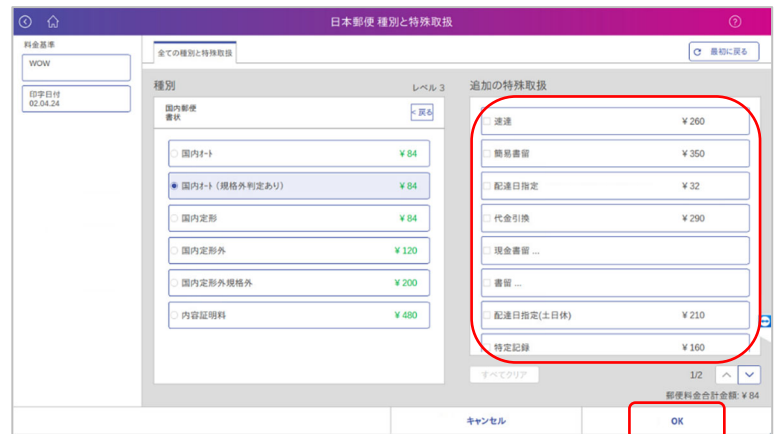 日本郵便 種別と特殊取扱
料金基準
WOW
印字日付
02.04.24
全ての種別と特殊取扱
最初に戻る
種別
レベル 3
国内郵便
書状
< 戻る
国内ｵｰﾄ ¥ 84
国内ｵｰﾄ (規格外判定あり) ¥ 84
国内定形 ¥ 84
国内定形外 ¥ 120
国内定形外規格外 ¥ 200
内容証明料 ¥ 480
追加の特殊取扱
速達 ¥ 260
簡易書留 ¥ 350
配達日指定 ¥ 32
代金引換 ¥ 290
現金書留 ...
書留 ...
配達日指定(土日休) ¥ 210
特定記録 ¥ 160
すべてクリア
1/2
郵便料金合計金額: ¥ 84
キャンセル
OK